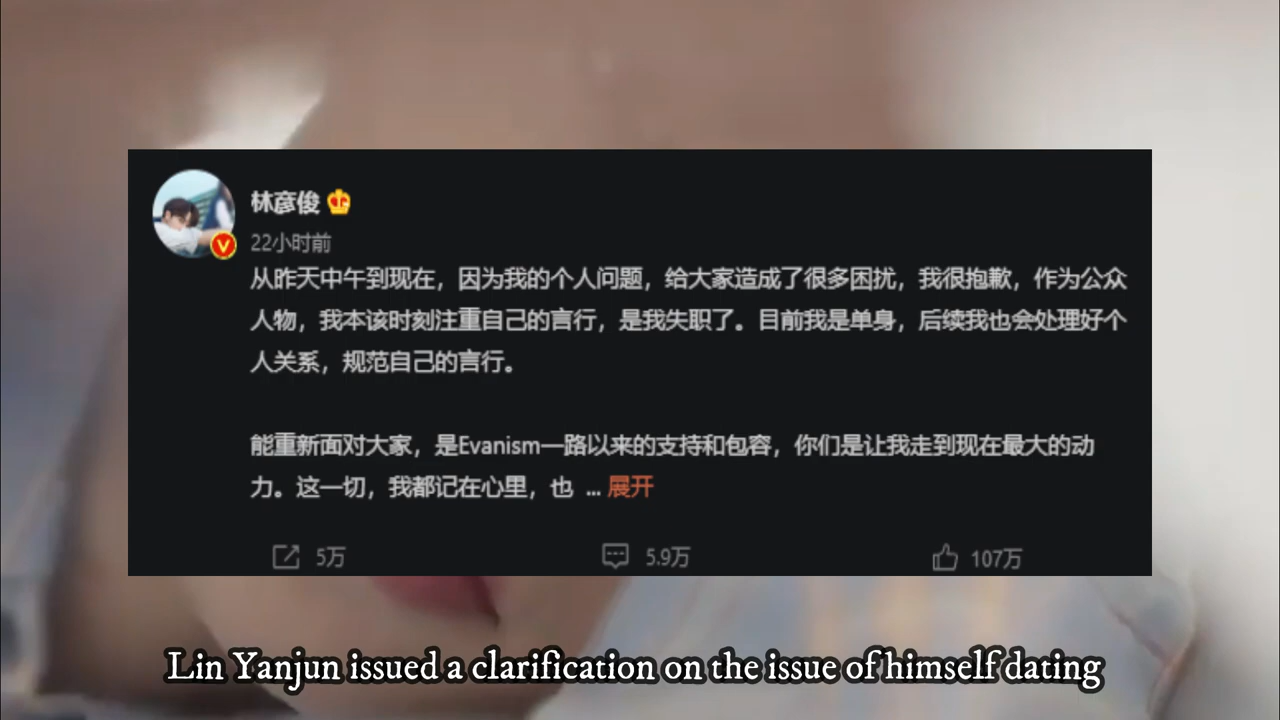 林彦俊
22小时前
从昨天中午到现在，因为我的个人问题，给大家造成了很多困扰，我很抱歉，作为公众
人物，我本该时刻注重自己的言行，是我失职了。目前我是单身，后续我也会处理好个
人关系，规范自己的言行。
能重新面对大家，是Evanism一路以来的支持和包容，你们是让我走到现在最大的动
力。这一切，我都记在心里，也 ... 展开
5万 5.9万 107万
Lin Yanjun issued a clarification on the issue of himself dating